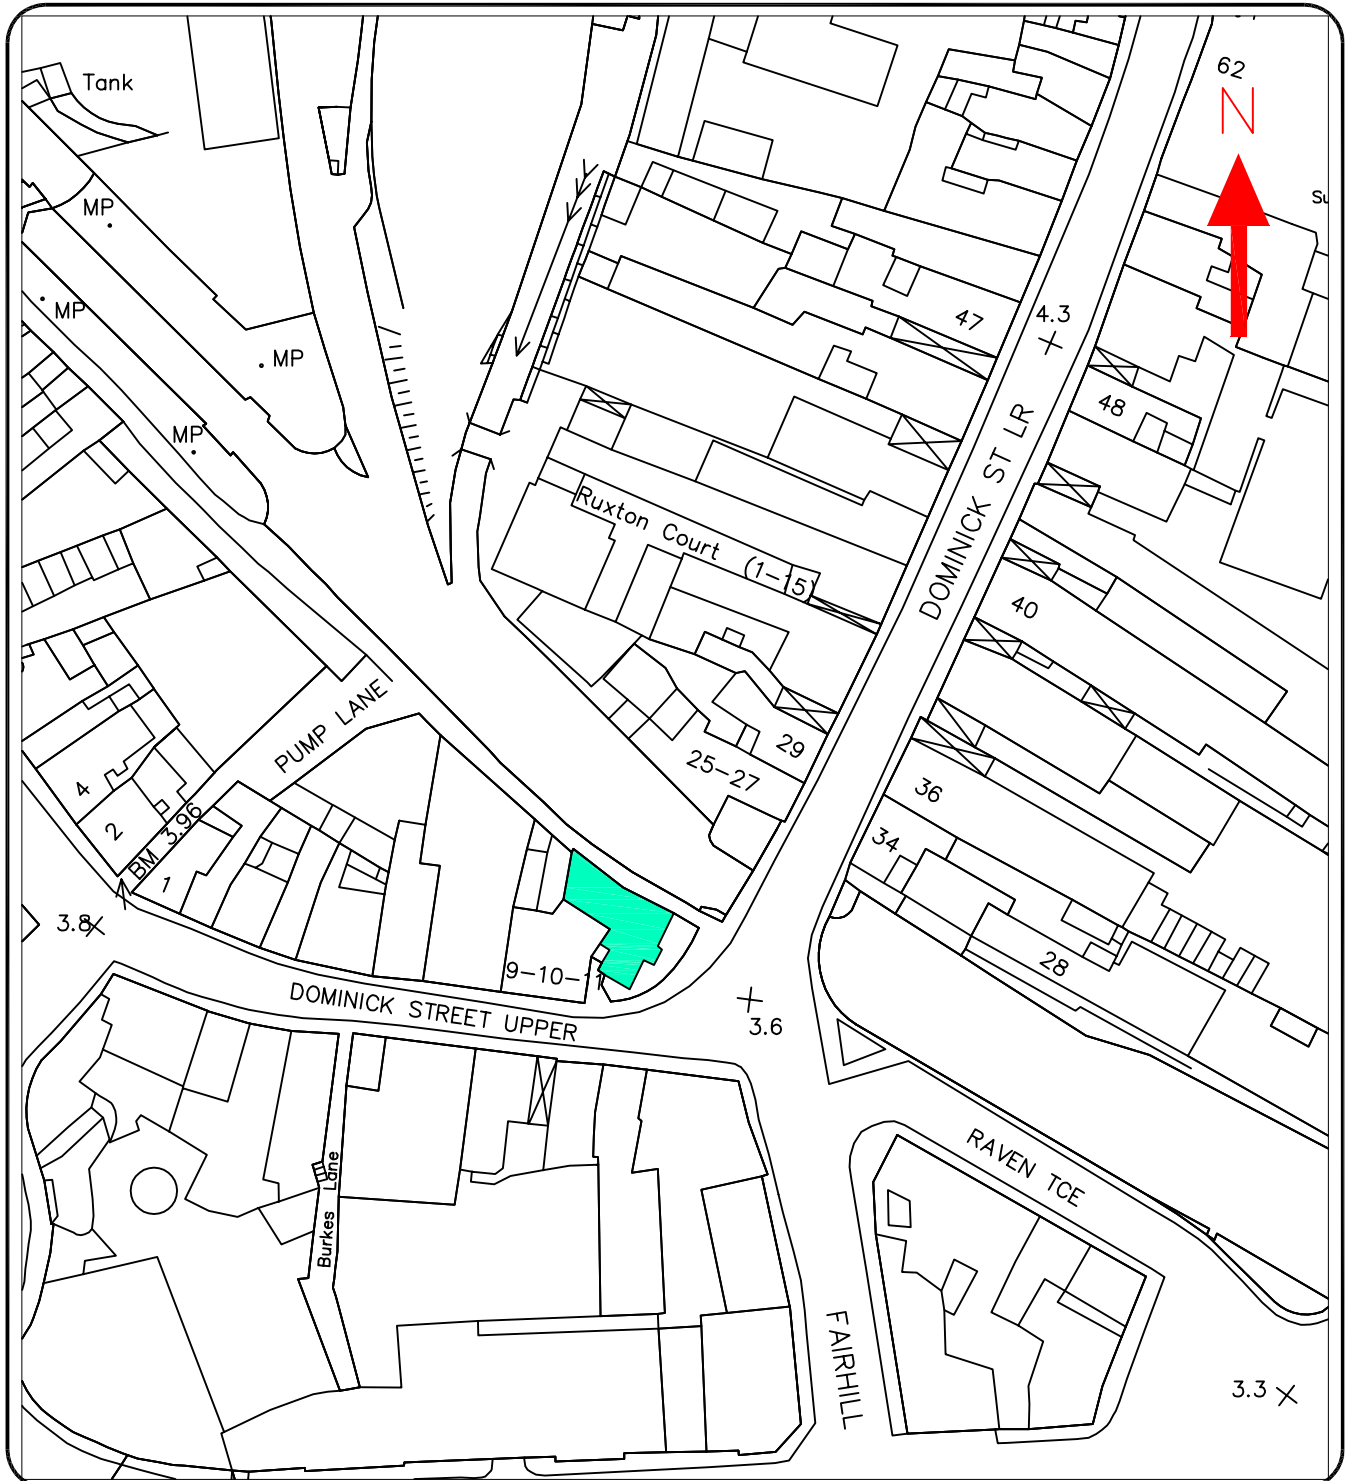 62
N
Tank
Su
MP
MP
4.3
47
MP
48
MP
DOMINICK ST LR
Ruxton Court (1-15)
40
PUMP LANE
29
25-27
4
36
2
BM 3.96
34
1
3.8
28
9-10-11
DOMINICK STREET UPPER
3.6
RAVEN TCE
Burkes Lane
FAIRHILL
3.3